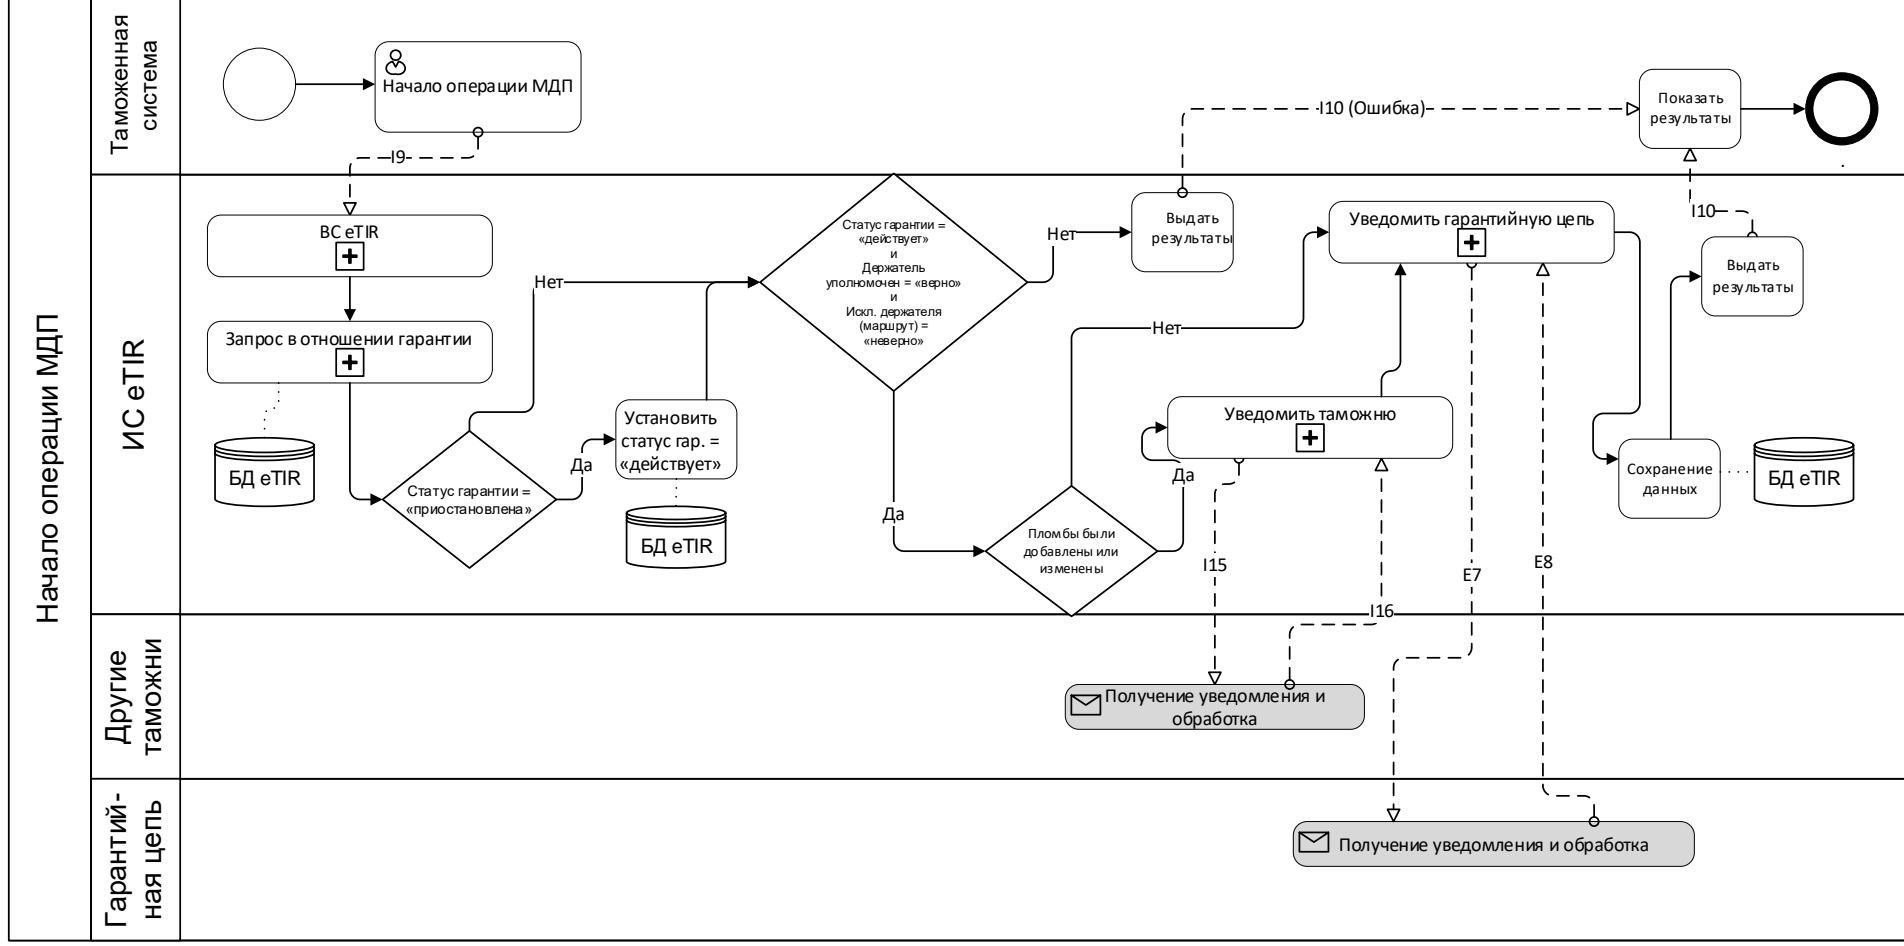 Начало операции МДП
Таможенная
система
Начало операции МДП
I9
I10 (Ошибка)
Показать
результаты
.
ИС eTIR
ВС eTIR
Запрос в отношении гарантии
БД eTIR
Статус гарантии =
«приостановлена»
Нет
Да
Установить
статус гар. =
«действует»
БД eTIR
Статус гарантии =
«действует»
и
Держатель
уполномочен = «верно»
и
Искл. держателя
(маршрут) =
«неверно»
Нет
Выдать
результаты
Да
Пломбы были
добавлены или
изменены
Нет
Да
Уведомить таможню
Уведомить гарантийную цепь
I15
I16
E7
E8
Сохранение
данных
БД eTIR
Выдать
результаты
I10
Другие
таможни
Получение уведомления и
обработка
Гарантий-
ная цепь
Получение уведомления и обработка